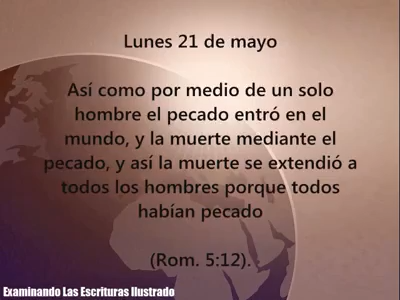 Lunes 21 de mayo
Así como por medio de un solo
hombre el pecado entró en el
mundo, y la muerte mediante el
pecado, y así la muerte se extendió a
todos los hombres porque todos
habían pecado
(Rom. 5:12).
Examinando Las Escrituras Ilustrado